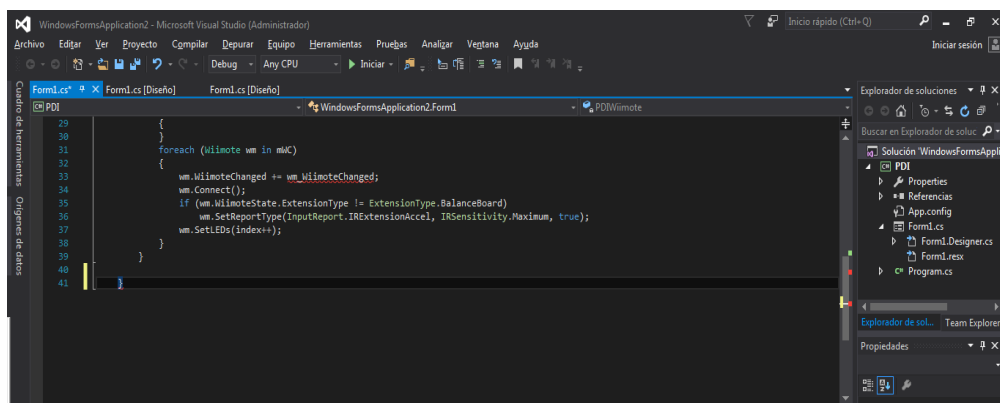 WindowsFormsApplication2 - Microsoft Visual Studio (Administrador)
Inicio rápido (Ctrl+Q)
Archivo Editar Ver Proyecto Compilar Depurar Equipo Herramientas Pruebas Analizar Ventana Ayuda
Iniciar sesión
Debug Any CPU Iniciar
Cuadro de herramientas
Orígenes de datos
Form1.cs* Form1.cs [Diseño] Form1.cs [Diseño]
PDI WindowsFormsApplication2.Form1 PDIWiimote
29 {
30 }
31 foreach (Wiimote wm in mWC)
32 {
33 wm.WiimoteChanged += wm_WiimoteChanged;
34 wm.Connect();
35 if (wm.WiimoteState.ExtensionType != ExtensionType.BalanceBoard)
36 wm.SetReportType(InputReport.IRExtensionAccel, IRSensitivity.Maximum, true);
37 wm.SetLEDs(index++);
38 }
39 }
40
41 }
Explorador de soluciones
Buscar en Explorador de soluc
Solución 'WindowsFormsAppli
C# PDI
Properties
Referencias
App.config
Form1.cs
Form1.Designer.cs
Form1.resx
C# Program.cs
Explorador de sol... Team Explorer
Propiedades